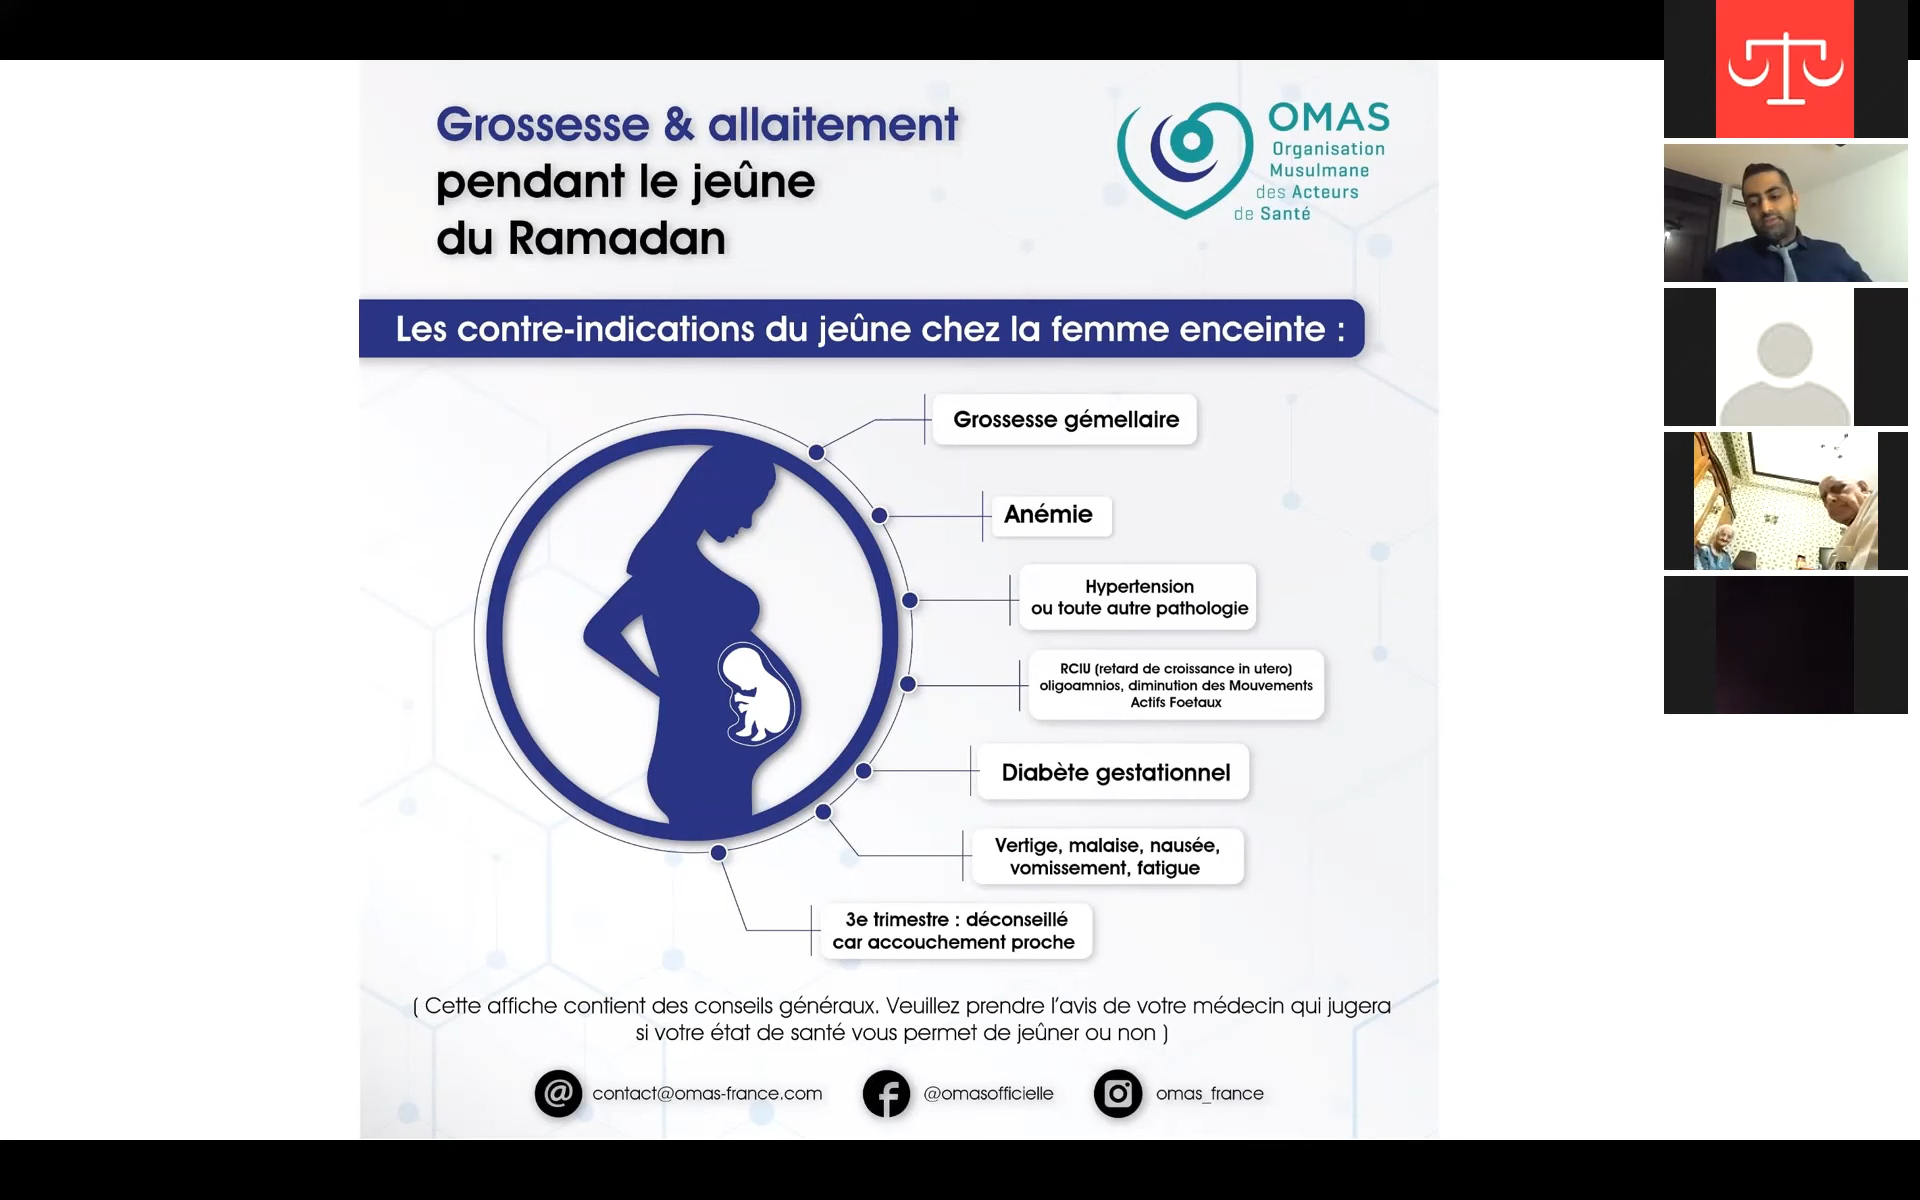 Grossesse & allaitement
pendant le jeûne
du Ramadan
OMAS
Organisation
Musulmane
des Acteurs
de Santé
Les contre-indications du jeûne chez la femme enceinte :
Grossesse gémellaire
Anémie
Hypertension
ou toute autre pathologie
RCIU (retard de croissance in utero)
oligoamnios, diminution des Mouvements
Actifs Foetaux
Diabète gestationnel
Vertige, malaise, nausée,
vomissement, fatigue
3e trimestre : déconseillé
car accouchement proche
( Cette affiche contient des conseils généraux. Veuillez prendre l'avis de votre médecin qui jugera
si votre état de santé vous permet de jeûner ou non )
contact@omas-france.com
@omasofficielle
omas_france